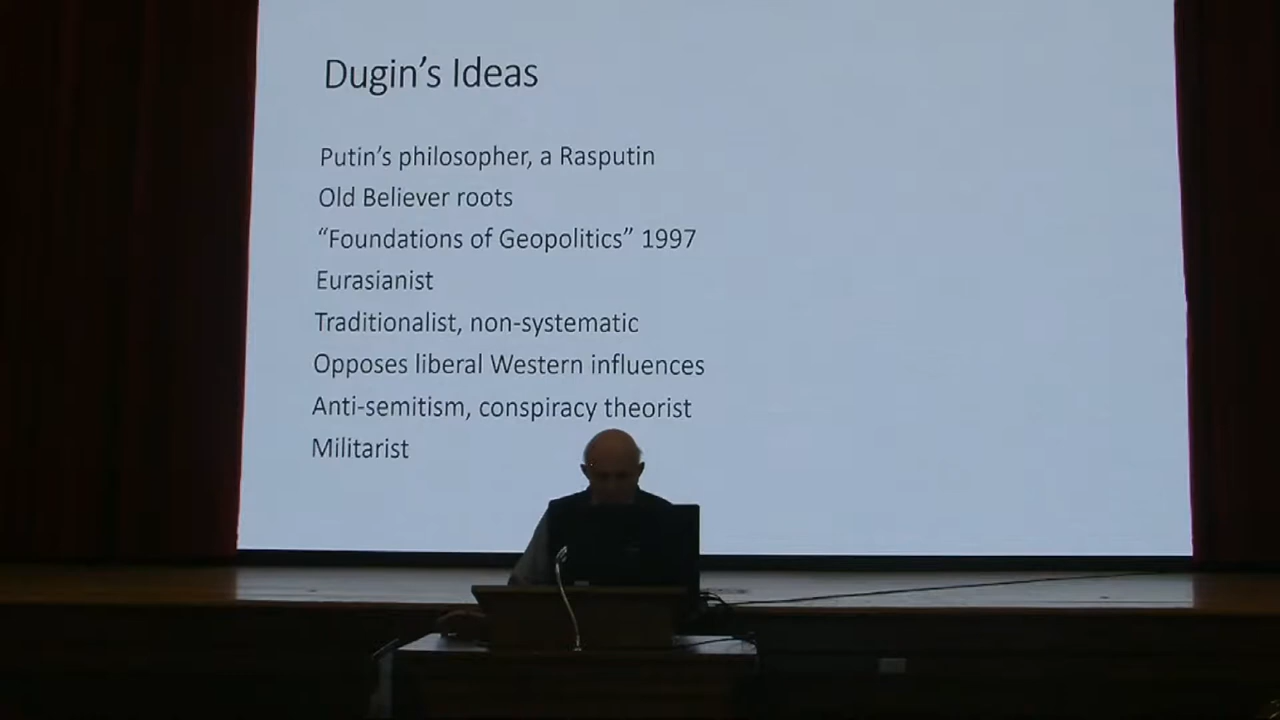 Dugin’s Ideas
Putin’s philosopher, a Rasputin
Old Believer roots
“Foundations of Geopolitics” 1997
Eurasianist
Traditionalist, non-systematic
Opposes liberal Western influences
Anti-semitism, conspiracy theorist
Militarist